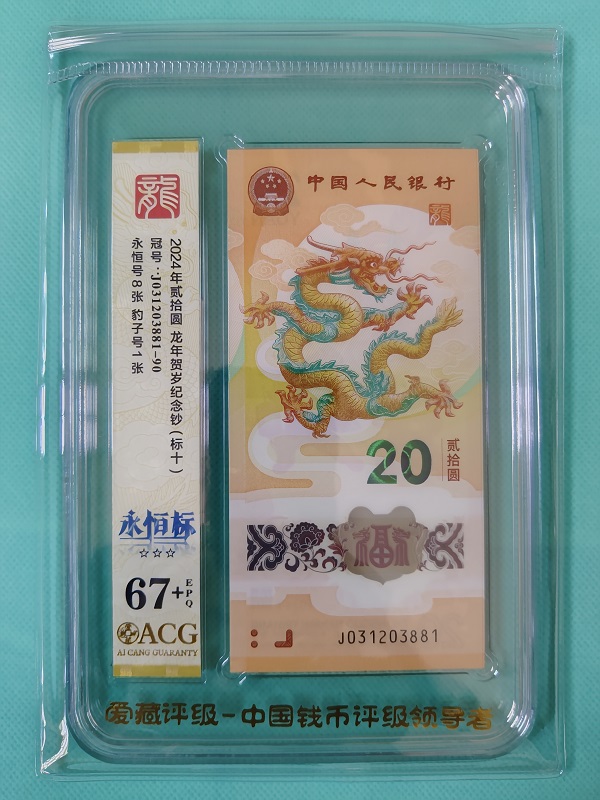 龍
2024年贰拾圆 龙年贺岁纪念钞（标十）
冠号：J031203881-90
永恒号8张 豹子号1张
永恒标
67+
EPQ
ACG
AI CANG GUARANTY
中国人民银行
龍
20
贰拾圆
福
J031203881
爱藏评级-中国钱币评级领导者